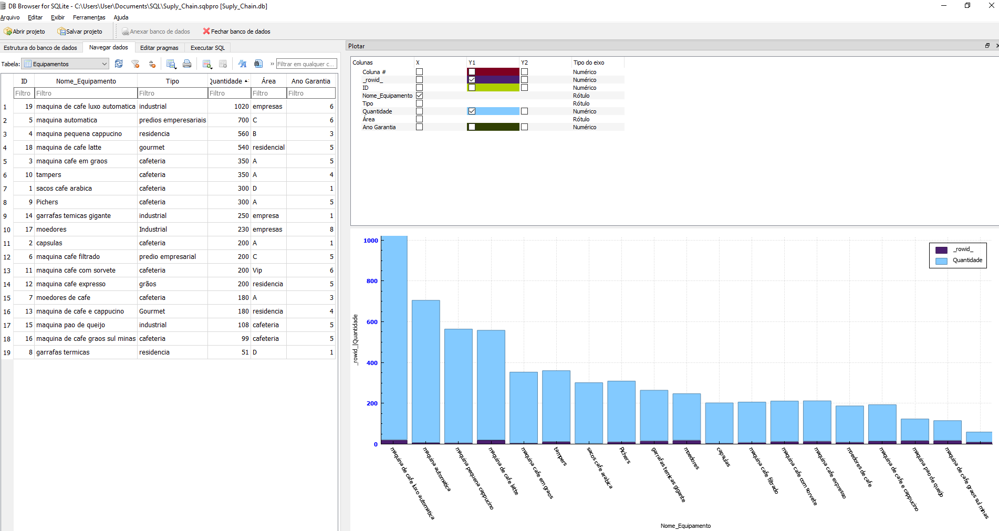 DB Browser for SQLite - C:\Users\User\Documents\SQL\Suply_Chain.sqbpro [Suply_Chain.db]
Arquivo Editar Exibir Ferramentas Ajuda
Abrir projeto Salvar projeto Anexar banco de dados Fechar banco de dados
Estrutura do banco de dados Navegar dados Editar pragmas Executar SQL
Tabela: Equipamentos » Filtrar em qualquer c...
ID Nome_Equipamento Tipo Quantidade Área Ano Garantia
Filtro Filtro Filtro Filtro Filtro Filtro
1 19 maquina de cafe luxo automatica industrial 1020 empresas 6
2 5 maquina automatica predios emperesariais 700 C 6
3 4 maquina pequena cappucino residencia 560 B 3
4 18 maquina de cafe latte gourmet 540 residencial 5
5 3 maquina cafe em graos cafeteria 350 A 5
6 10 tampers cafeteria 350 A 4
7 1 sacos cafe arabica cafeteria 300 D 1
8 9 Pichers cafeteria 300 A 5
9 14 garrafas temicas gigante industrial 250 empresa 1
10 17 moedores Industrial 230 empresas 8
11 2 capsulas cafeteria 200 A 1
12 6 maquina cafe filtrado predio empresarial 200 C 5
13 11 maquina cafe com sorvete cafeteria 200 Vip 6
14 12 maquina cafe expresso grãos 200 residencia 5
15 7 moedores de cafe cafeteria 180 A 3
16 13 maquina de cafe e cappucino Gourmet 180 residencia 4
17 15 maquina pao de queijo industrial 108 cafeteria 5
18 16 maquina de cafe graos sul minas cafeteria 99 cafeteria 5
19 8 garrafas termicas residencia 51 D 1
Plotar
Colunas X Y1 Y2 Tipo do eixo
Coluna # Numérico
_rowid_ Numérico
ID Numérico
Nome_Equipamento Rótulo
Tipo Rótulo
Quantidade Numérico
Área Rótulo
Ano Garantia Numérico
1000
800
600
400
200
0
_rowid_|Quantidade
_rowid_
Quantidade
maquina de cafe luxo automatica
maquina automatica
maquina pequena cappucino
maquina de cafe latte
maquina cafe em graos
tampers
sacos cafe arabica
Pichers
garrafas temicas gigante
moedores
capsulas
maquina cafe filtrado
maquina cafe com sorvete
maquina cafe expresso
moedores de cafe
maquina de cafe e cappucino
maquina pao de queijo
maquina de cafe graos sul minas
Nome_Equipamento